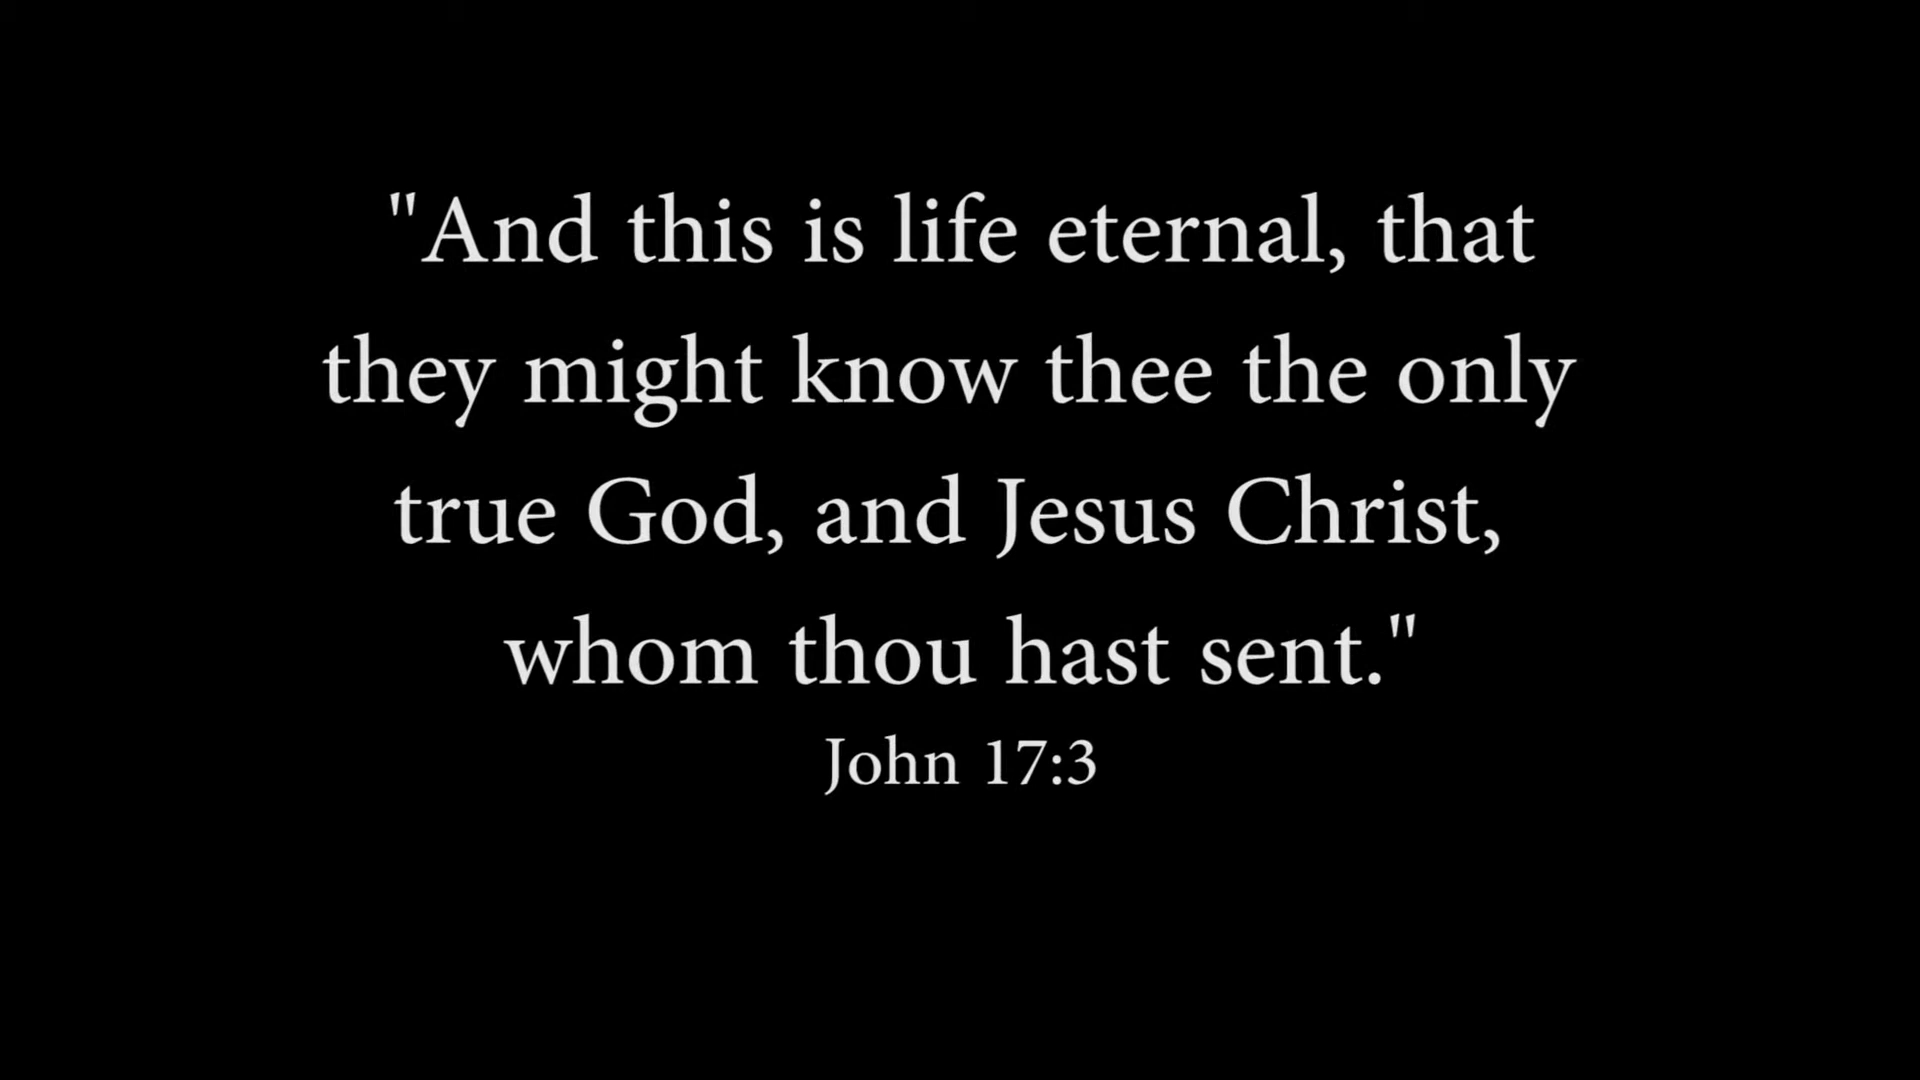 "And this is life eternal, that
they might know thee the only
true God, and Jesus Christ,
whom thou hast sent."
John 17:3